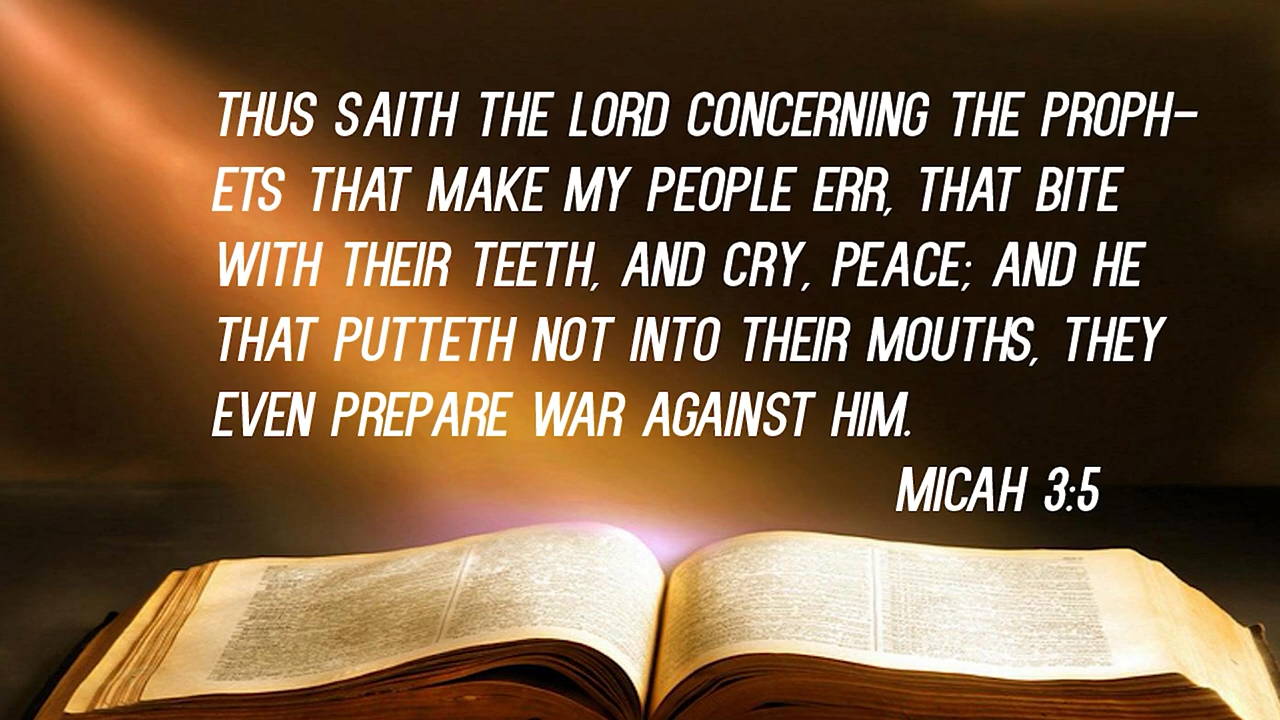 THUS SAITH THE LORD CONCERNING THE PROPH-
ETS THAT MAKE MY PEOPLE ERR, THAT BITE
WITH THEIR TEETH, AND CRY, PEACE; AND HE
THAT PUTTETH NOT INTO THEIR MOUTHS, THEY
EVEN PREPARE WAR AGAINST HIM.
MICAH 3:5